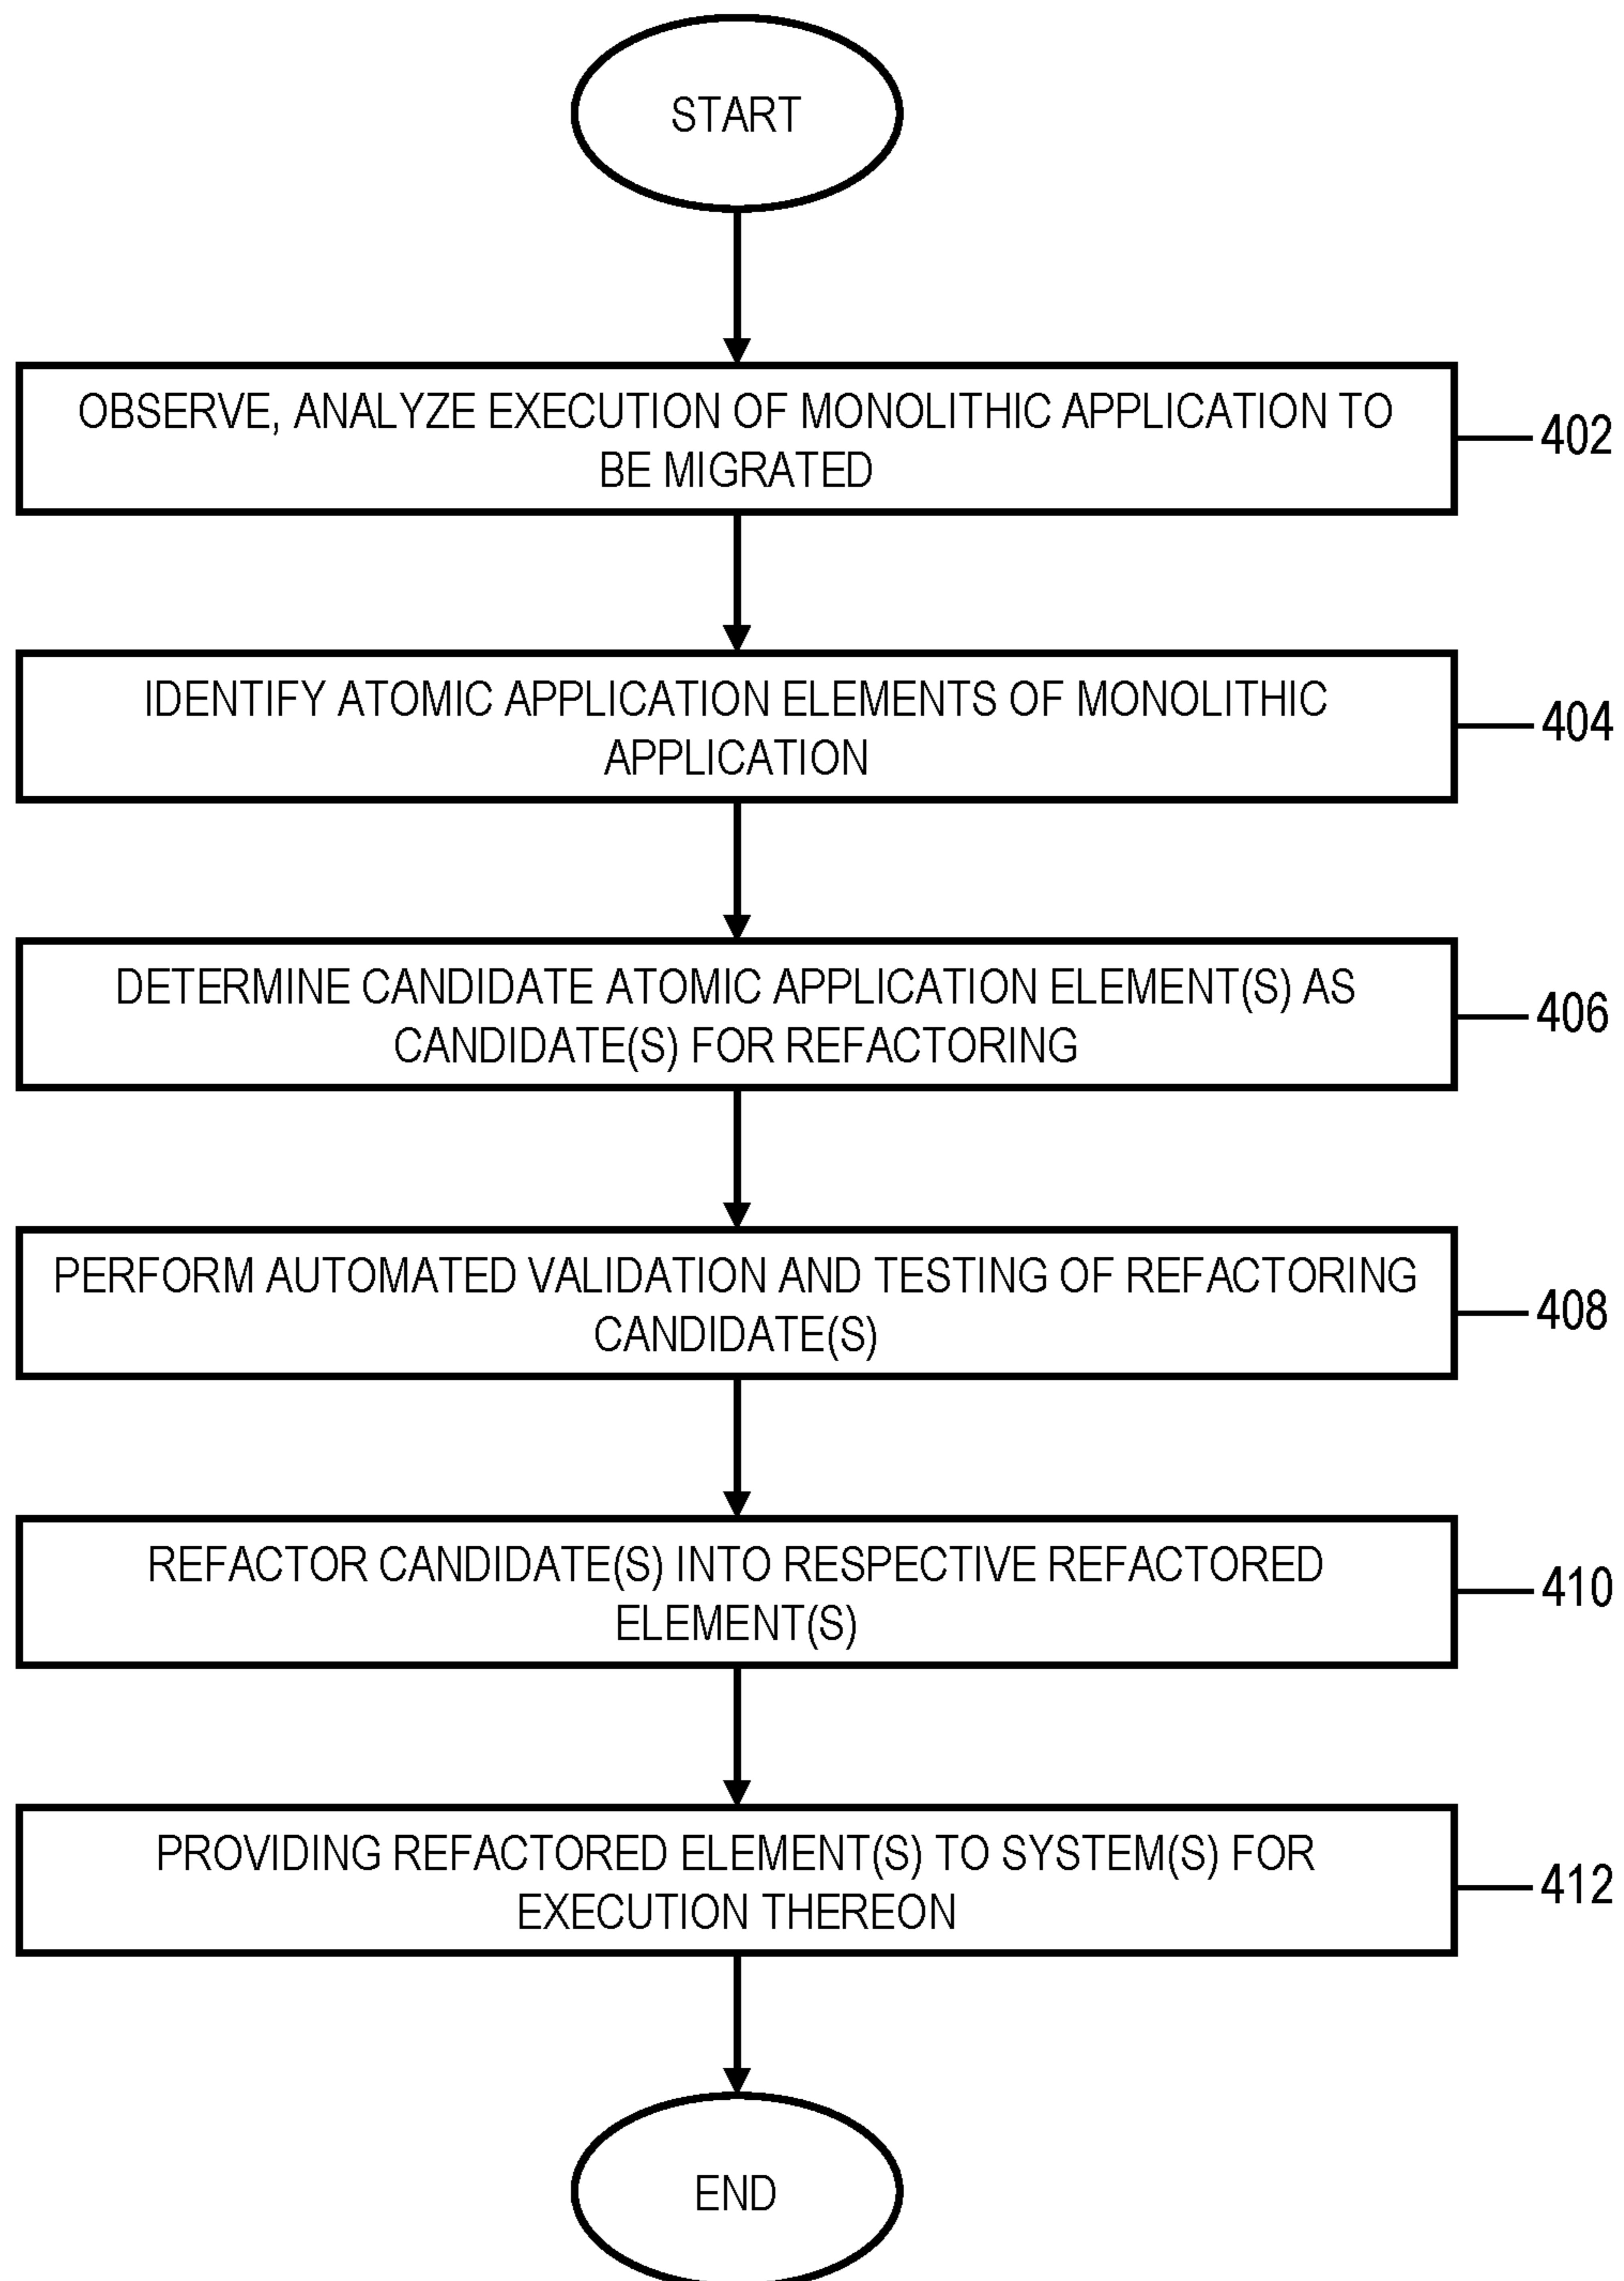 START
OBSERVE, ANALYZE EXECUTION OF MONOLITHIC APPLICATION TO
BE MIGRATED
402
IDENTIFY ATOMIC APPLICATION ELEMENTS OF MONOLITHIC
APPLICATION
404
DETERMINE CANDIDATE ATOMIC APPLICATION ELEMENT(S) AS
CANDIDATE(S) FOR REFACTORING
406
PERFORM AUTOMATED VALIDATION AND TESTING OF REFACTORING
CANDIDATE(S)
408
REFACTOR CANDIDATE(S) INTO RESPECTIVE REFACTORED
ELEMENT(S)
410
PROVIDING REFACTORED ELEMENT(S) TO SYSTEM(S) FOR
EXECUTION THEREON
412
END